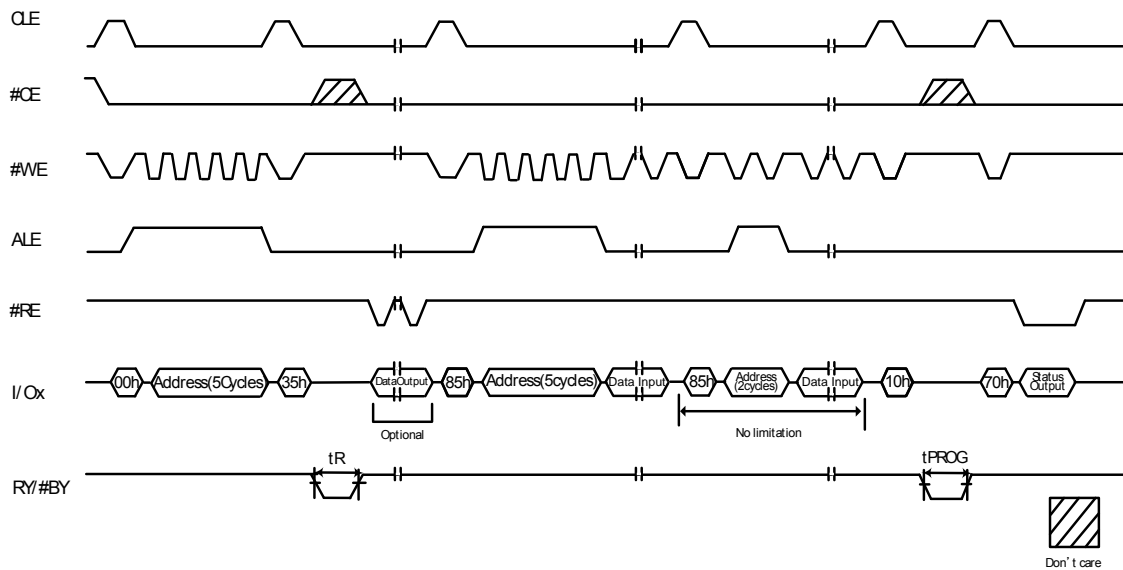 CLE
#CE
#WE
ALE
#RE
I/Ox 00h Address(5Cycles) 35h DataOutput 85h Address(5cycles) Data Input 85h Address (2cycles) Data Input 10h 70h Status Output
Optional
No limitation
RY/#BY tR tPROG
Don't care